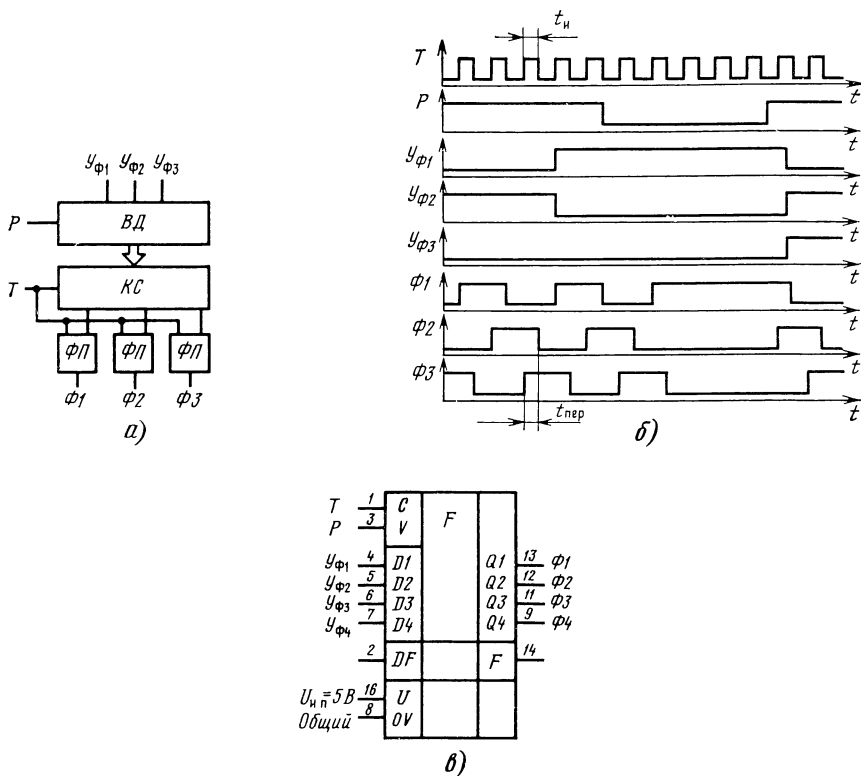 УФ1 УФ2 УФ3
P
ВД
T
КС
ФП ФП ФП
Ф1 Ф2 Ф3
а)
tи
T t
P t
УФ1 t
УФ2 t
УФ3 t
Ф1 t
Ф2 t
Ф3 t
tпер
б)
T 1 C F
P 3 V
УФ1 4 D1 Q1 13 Ф1
УФ2 5 D2 Q2 12 Ф2
УФ3 6 D3 Q3 11 Ф3
УФ4 7 D4 Q4 9 Ф4
2 DF F 14
Uи п = 5 В 16 U
Общий 8 OV
в)